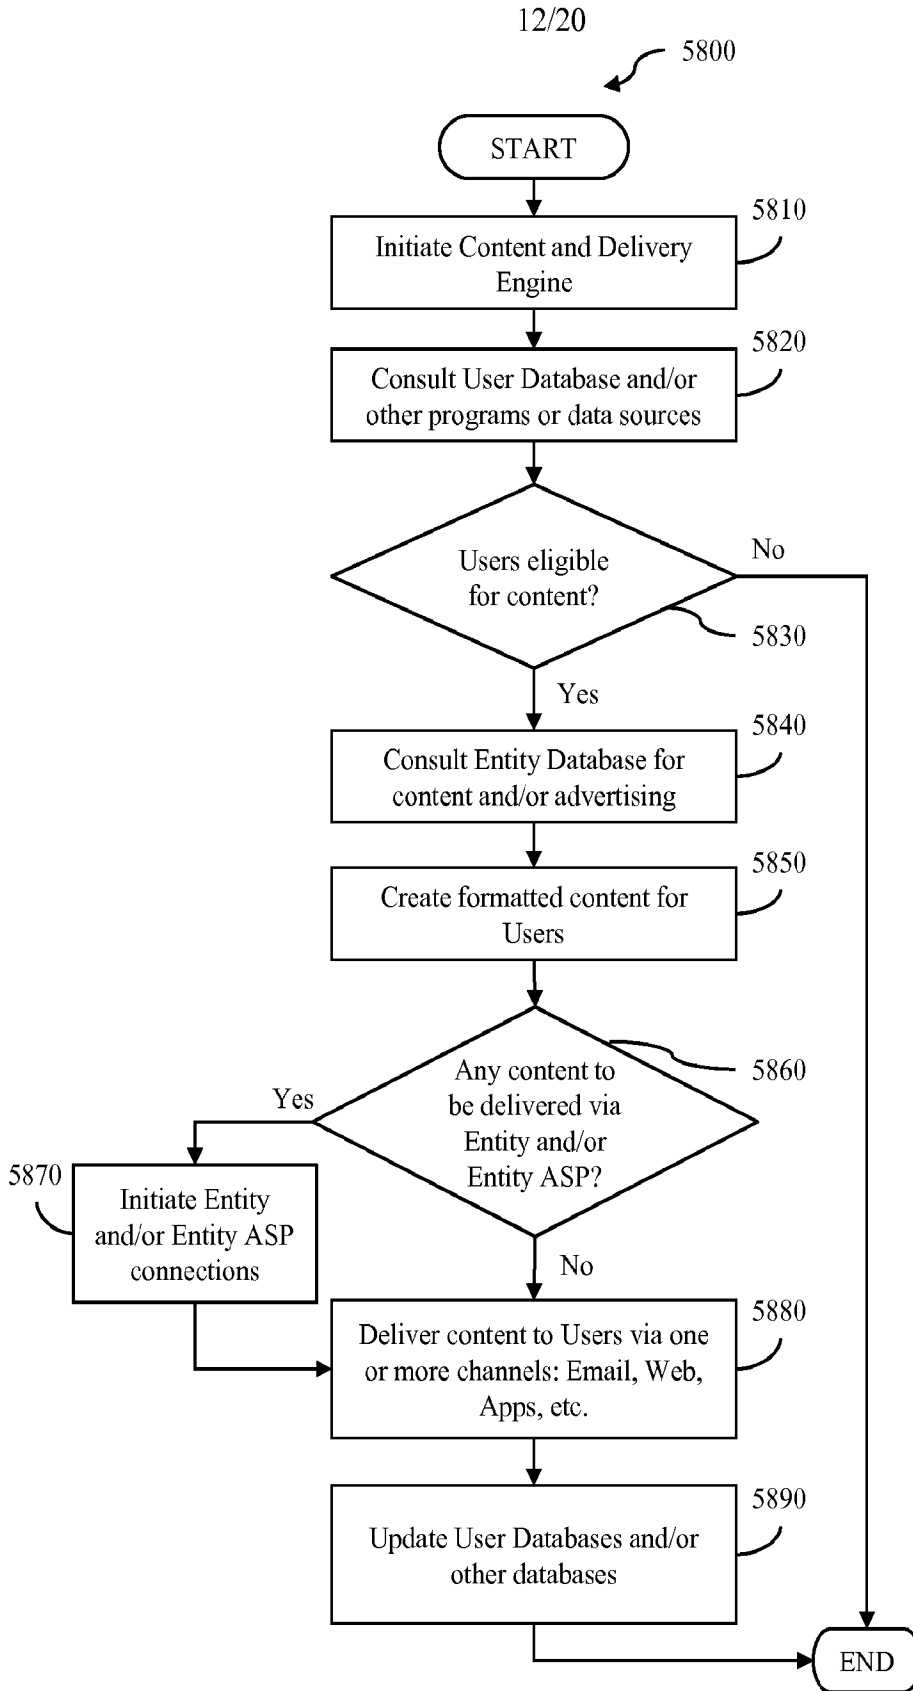 12/20
5800
START
5810
Initiate Content and Delivery
Engine
5820
Consult User Database and/or
other programs or data sources
No
Users eligible
for content?
5830
Yes
5840
Consult Entity Database for
content and/or advertising
5850
Create formatted content for
Users
5860
Any content to
be delivered via
Entity and/or
Entity ASP?
Yes
5870
Initiate Entity
and/or Entity ASP
connections
No
5880
Deliver content to Users via one
or more channels: Email, Web,
Apps, etc.
5890
Update User Databases and/or
other databases
END